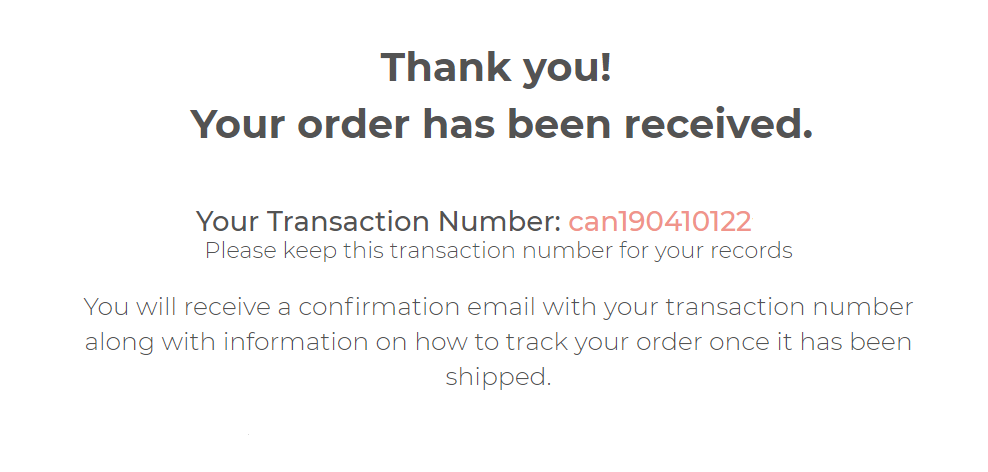 Thank you!
Your order has been received.
Your Transaction Number: can190410122
Please keep this transaction number for your records
You will receive a confirmation email with your transaction number
along with information on how to track your order once it has been
shipped.